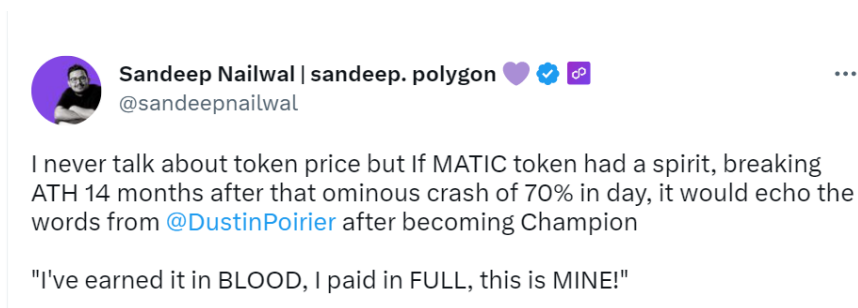 Sandeep Nailwal | sandeep. polygon 💜
@sandeepnailwal
I never talk about token price but If MATIC token had a spirit, breaking
ATH 14 months after that ominous crash of 70% in day, it would echo the
words from @DustinPoirier after becoming Champion
"I've earned it in BLOOD, I paid in FULL, this is MINE!"